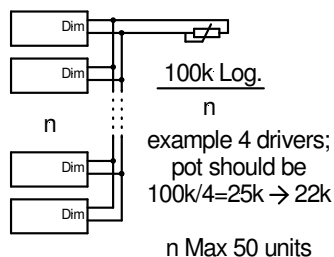 Dim
Dim
n
Dim
Dim
100k Log.
n
example 4 drivers;
pot should be
100k/4=25k → 22k
n Max 50 units